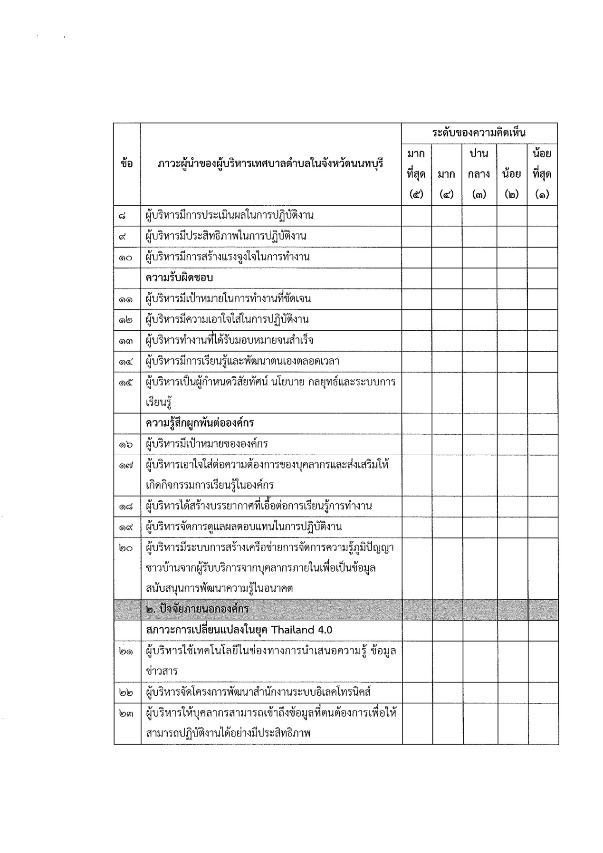 ข้อ
ภาวะผู้นำของผู้บริหารเทศบาลตำบลในจังหวัดนนทบุรี
ระดับของความคิดเห็น
มาก
ที่สุด
(๕)
มาก
(๔)
ปาน
กลาง
(๓)
น้อย
(๒)
น้อย
ที่สุด
(๑)
๘ ผู้บริหารมีการประเมินผลในการปฏิบัติงาน
๙ ผู้บริหารมีประสิทธิภาพในการปฏิบัติงาน
๑๐ ผู้บริหารมีการสร้างแรงจูงใจในการทำงาน
ความรับผิดชอบ
๑๑ ผู้บริหารมีเป้าหมายในการทำงานที่ชัดเจน
๑๒ ผู้บริหารมีความเอาใจใส่ในการปฏิบัติงาน
๑๓ ผู้บริหารทำงานที่ได้รับมอบหมายจนสำเร็จ
๑๔ ผู้บริหารมีการเรียนรู้และพัฒนาตนเองตลอดเวลา
๑๕ ผู้บริหารเป็นผู้กำหนดวิสัยทัศน์ นโยบาย กลยุทธ์และระบบการ
เรียนรู้
ความรู้สึกผูกพันต่อองค์กร
๑๖ ผู้บริหารมีเป้าหมายขององค์กร
๑๗ ผู้บริหารเอาใจใส่ต่อความต้องการของบุคลากรและส่งเสริมให้
เกิดกิจกรรมการเรียนรู้ในองค์กร
๑๘ ผู้บริหารได้สร้างบรรยากาศที่เอื้อต่อการเรียนรู้การทำงาน
๑๙ ผู้บริหารจัดการดูแลผลตอบแทนในการปฏิบัติงาน
๒๐ ผู้บริหารมีระบบการสร้างเครือข่ายการจัดการความรู้ภูมิปัญญา
ชาวบ้านจากผู้รับบริการจากบุคลากรภายในเพื่อเป็นข้อมูล
สนับสนุนการพัฒนาความรู้ในอนาคต
๒. ปัจจัยภายนอกองค์กร
สภาวะการเปลี่ยนแปลงในยุค Thailand 4.0
๒๑ ผู้บริหารใช้เทคโนโลยีในช่องทางการนำเสนอความรู้ ข้อมูล
ข่าวสาร
๒๒ ผู้บริหารจัดโครงการพัฒนาสำนักงานระบบอิเลคโทรนิคส์
๒๓ ผู้บริหารให้บุคลากรสามารถเข้าถึงข้อมูลที่ตนต้องการเพื่อให้
สามารถปฏิบัติงานได้อย่างมีประสิทธิภาพ